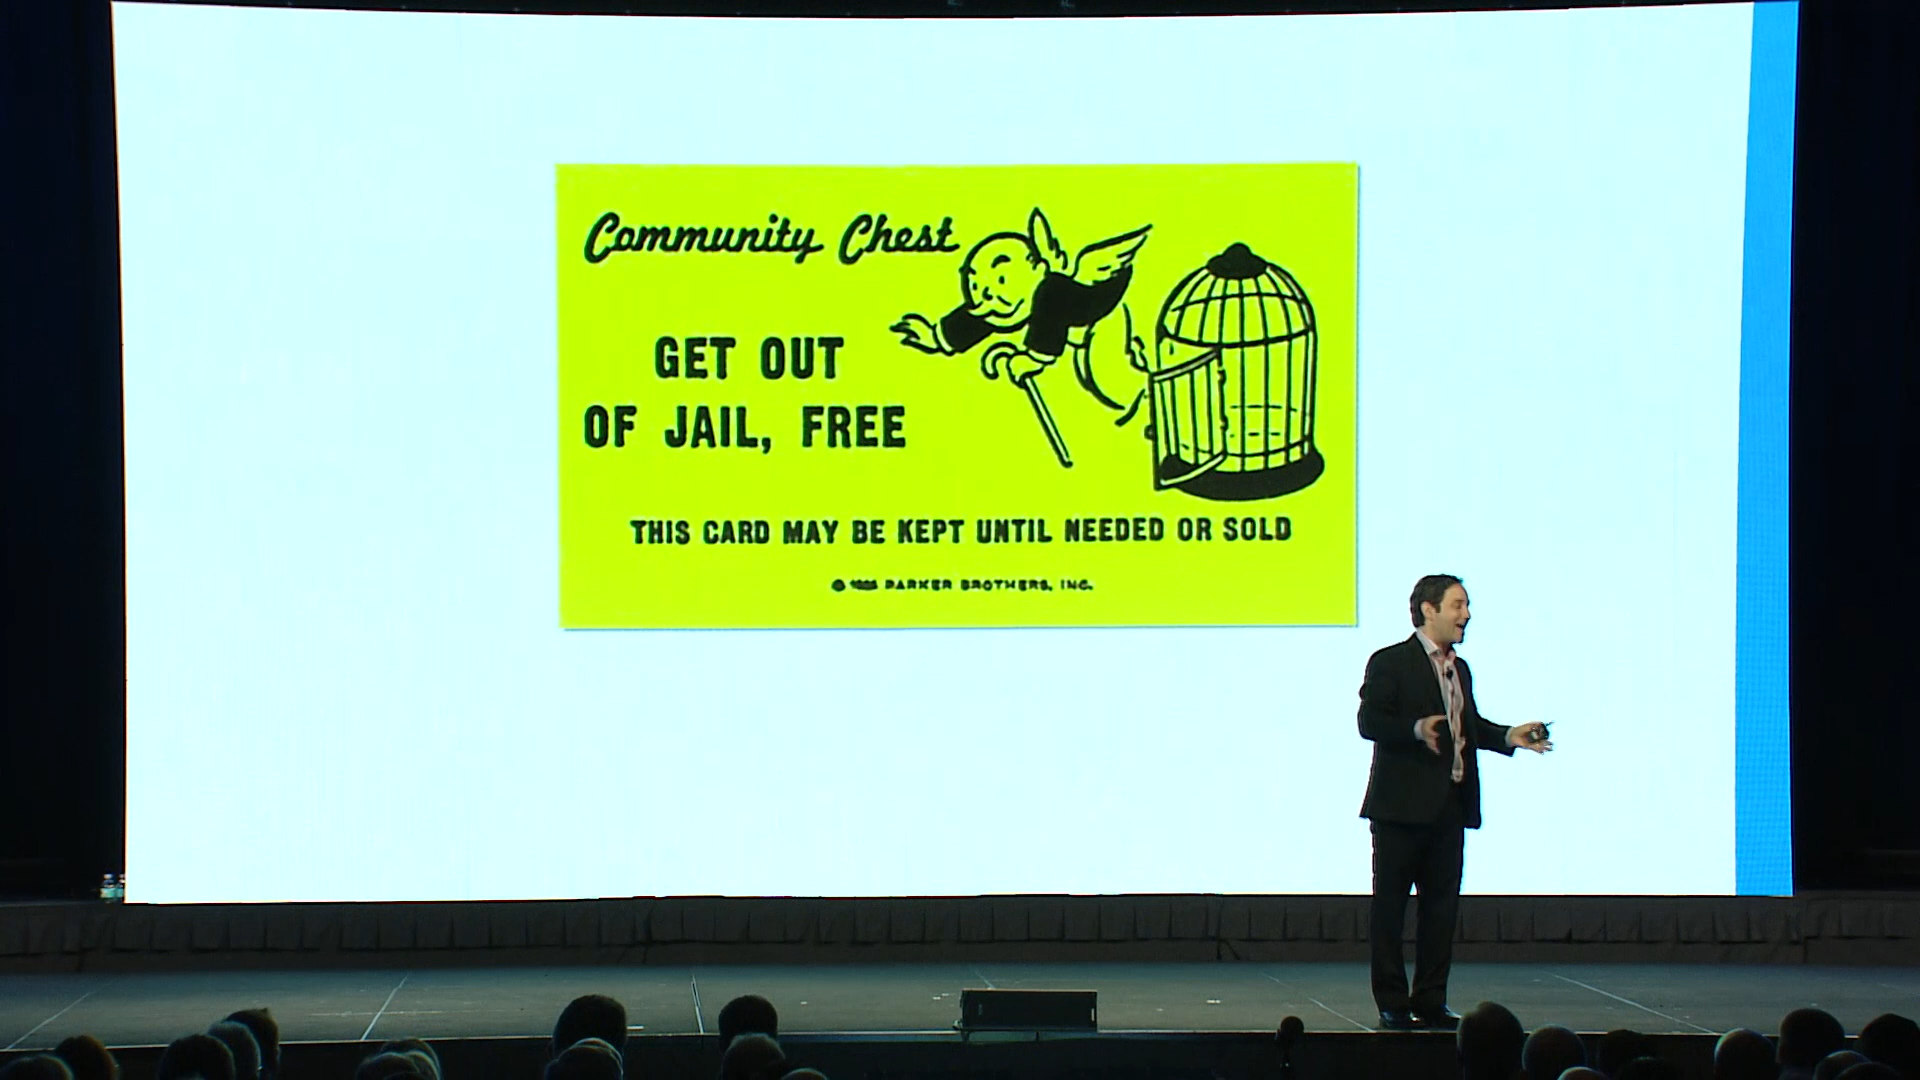 Community Chest
GET OUT
OF JAIL, FREE
THIS CARD MAY BE KEPT UNTIL NEEDED OR SOLD
© PARKER BROTHERS, INC.